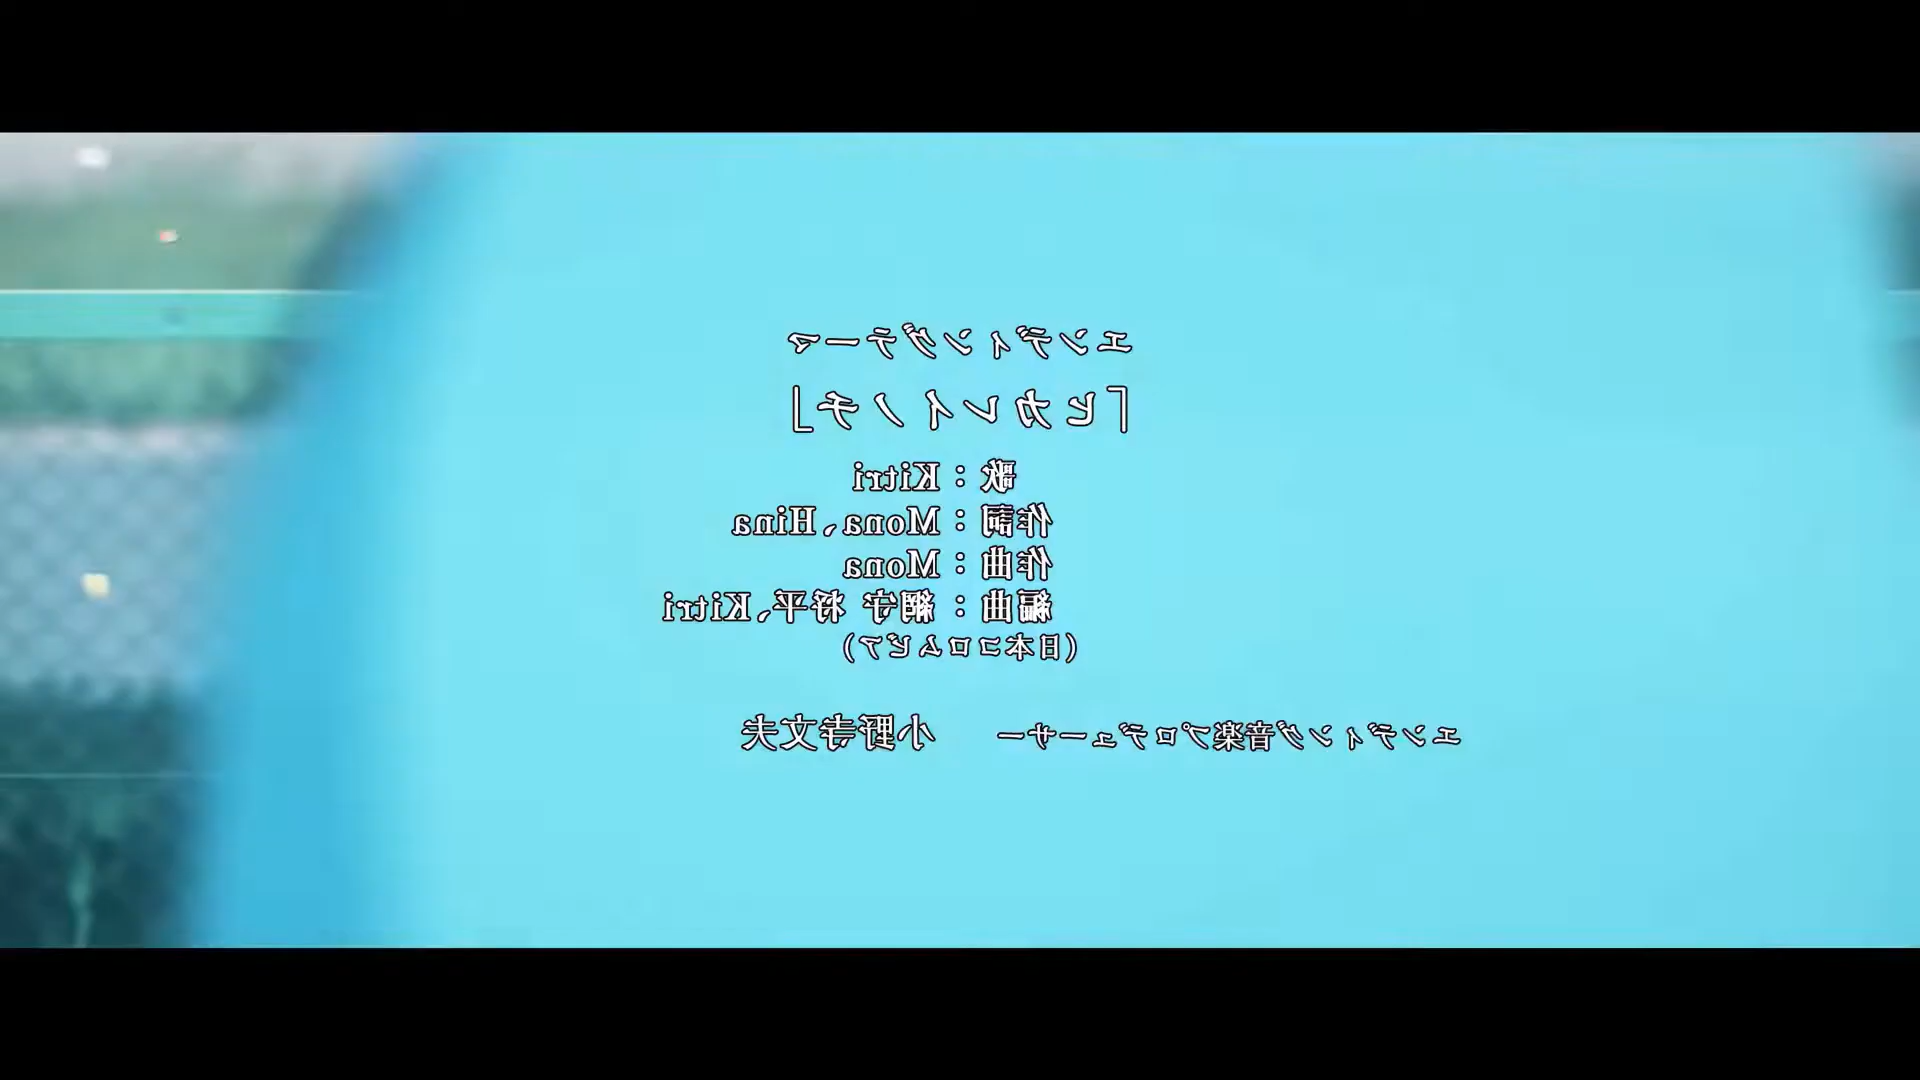 エンディングテーマ
「ヒカレイノチ」
歌：Kitri
作詞：Mona、Hina
作曲：Mona
編曲：網守 将平、Kitri
(日本コロムビア)
エンディング音楽プロデューサー 小野寺文夫